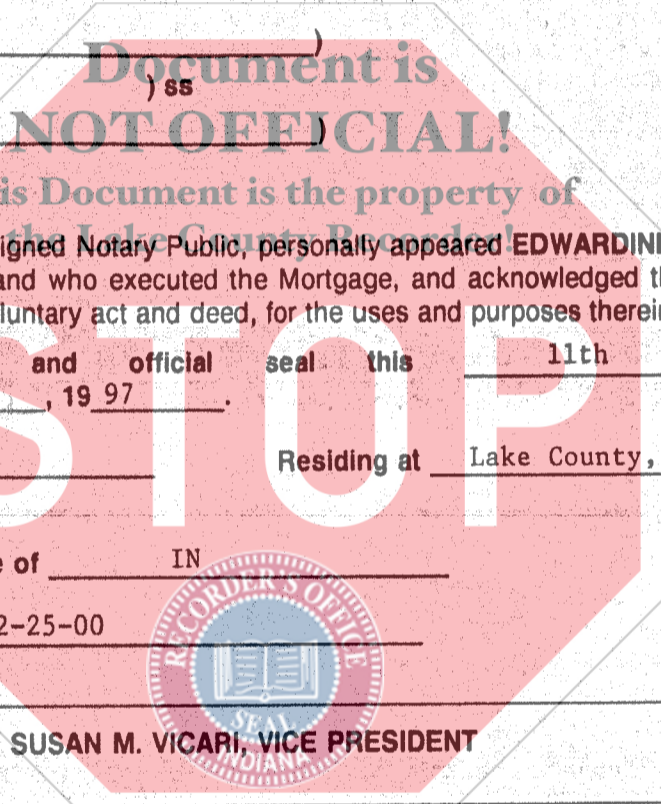 )
Document is
) ss
NOT OFFICIAL!
)
is Document is the property of
the Lake County Recorder!
igned Notary Public, personally appeared EDWARDIN
and who executed the Mortgage, and acknowledged t
luntary act and deed, for the uses and purposes therei
and official seal this 11th
, 19 97 .
STOP
Residing at Lake County,
e of IN
2-25-00
RECORDER'S OFFICE
SEAL
INDIANA
SUSAN M. VICARI, VICE PRESIDENT